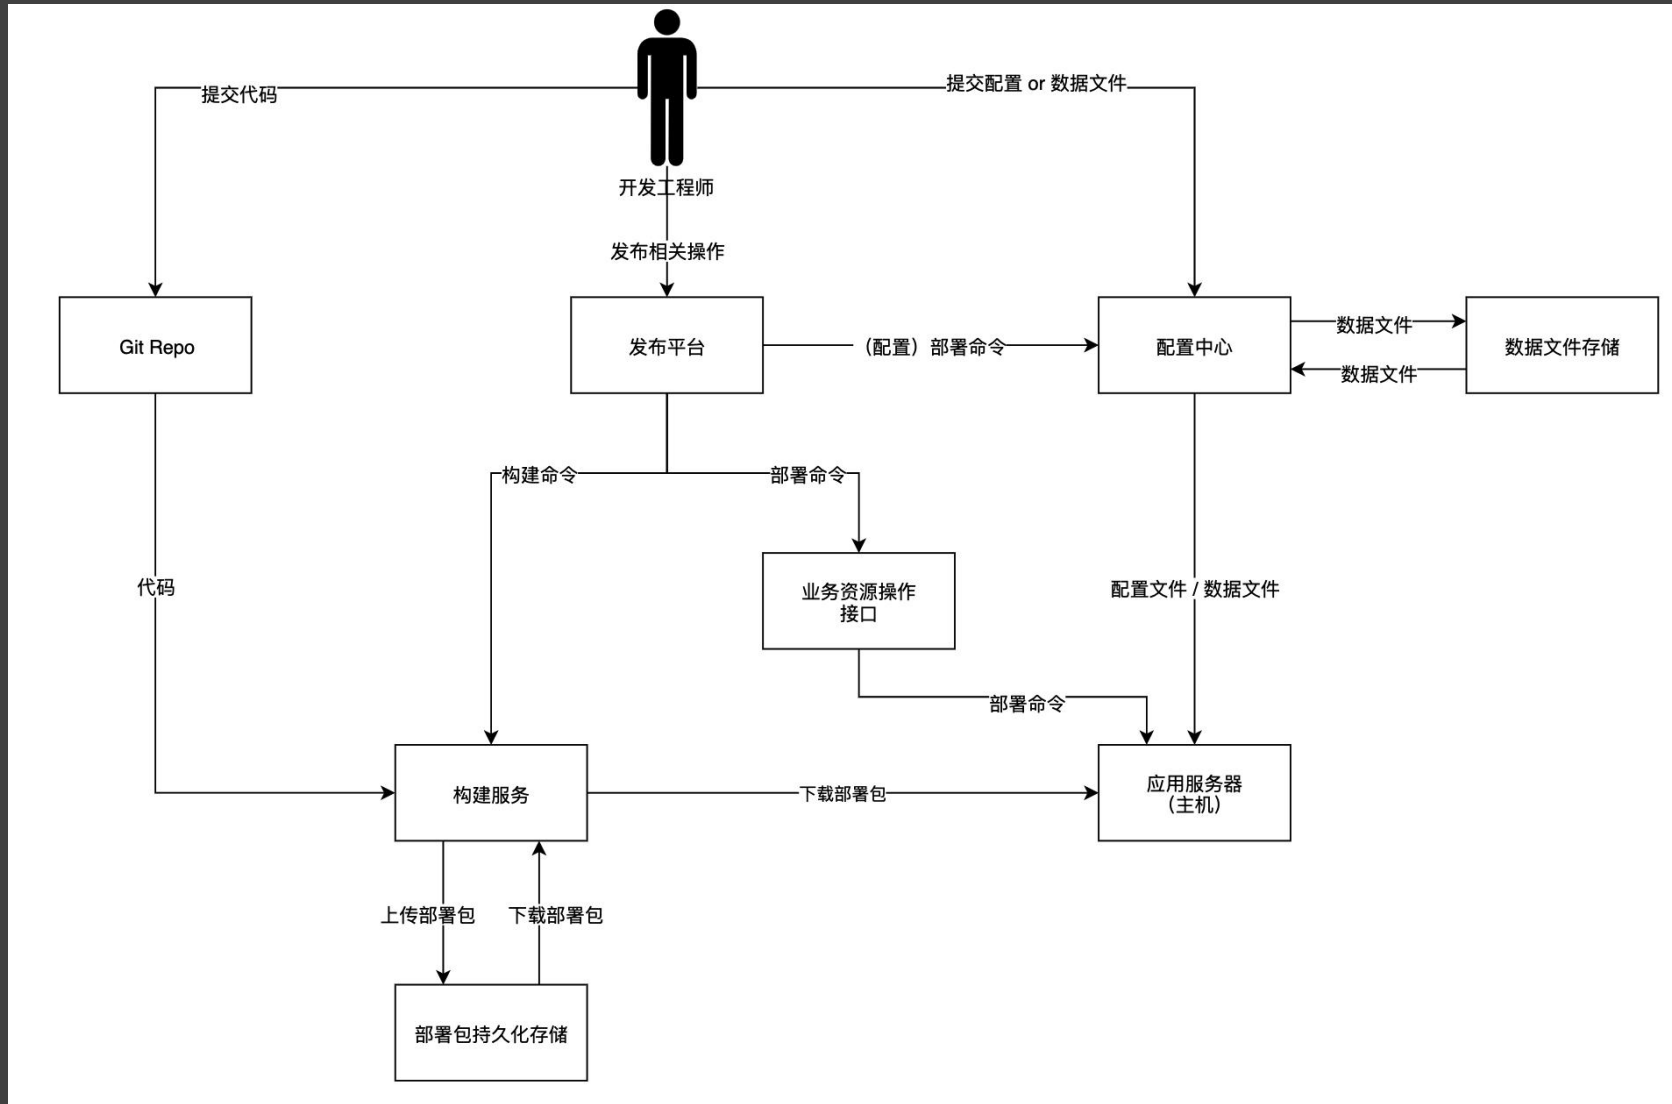 提交代码
提交配置 or 数据文件
开发工程师
发布相关操作
Git Repo
发布平台
（配置）部署命令
配置中心
数据文件
数据文件
数据文件存储
构建命令
部署命令
代码
业务资源操作
接口
配置文件 / 数据文件
部署命令
构建服务
下载部署包
应用服务器
（主机）
上传部署包
下载部署包
部署包持久化存储